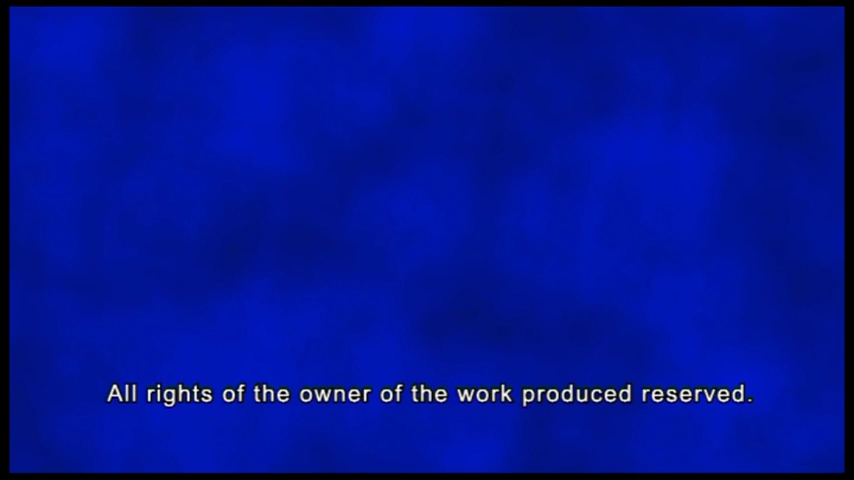 All rights of the owner of the work produced reserved.